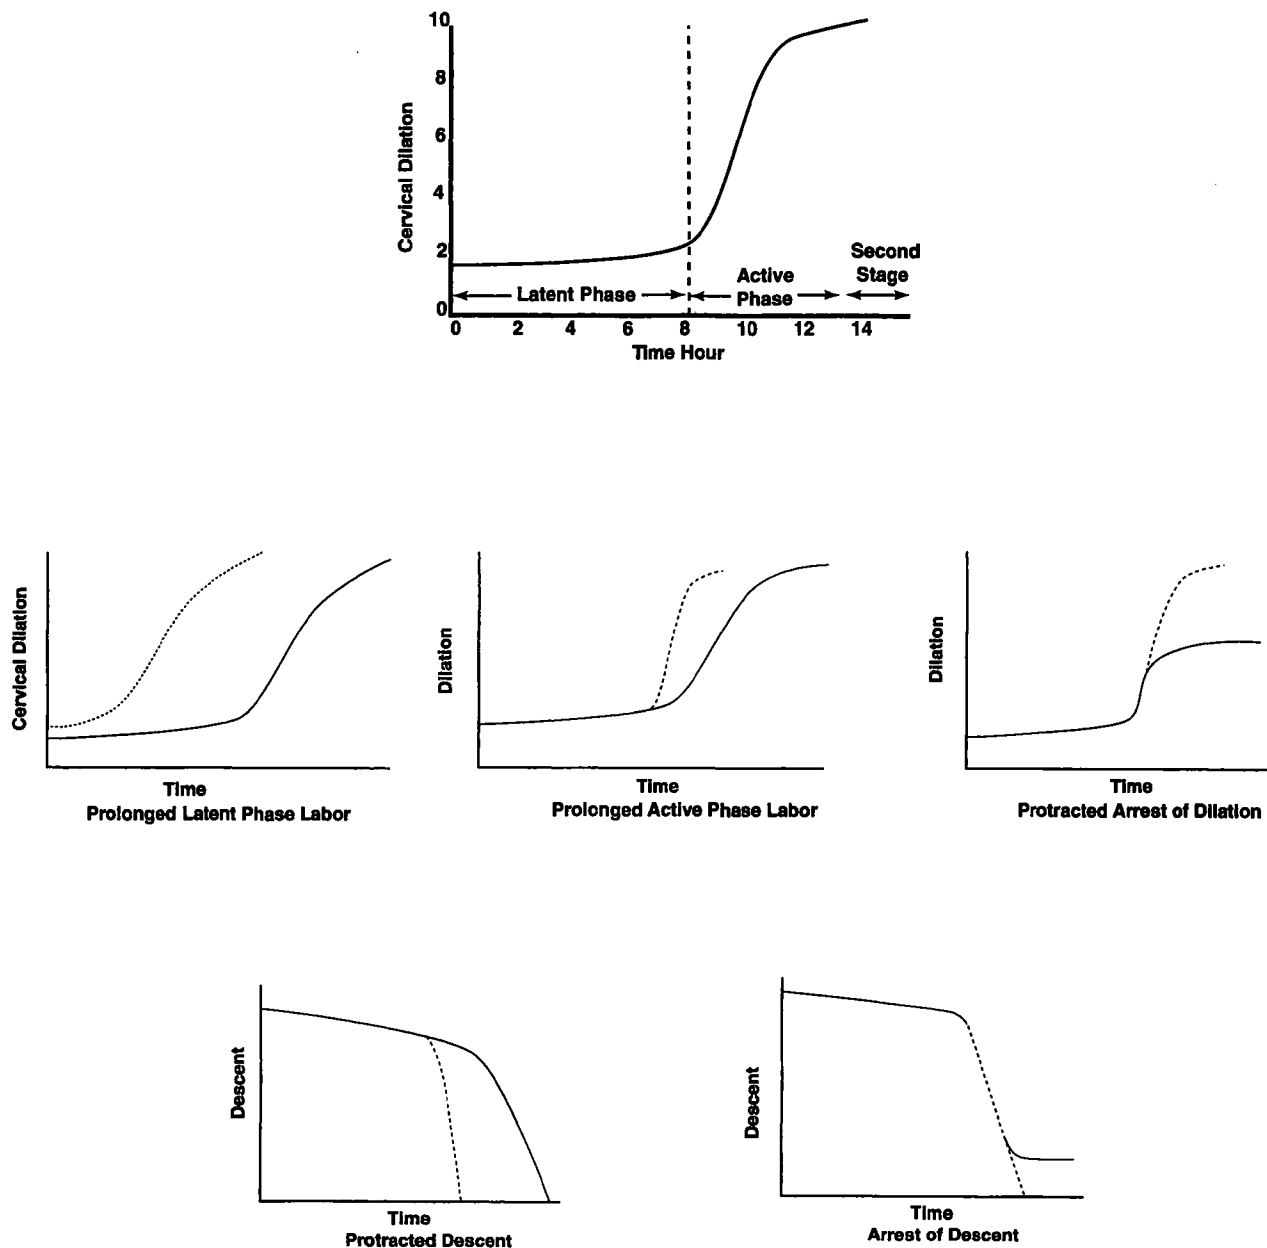 10
8
6
4
2
0
Cervical Dilation
Latent Phase
Active
Phase
Second
Stage
0 2 4 6 8 10 12 14
Time Hour
Cervical Dilation
Time
Prolonged Latent Phase Labor
Dilation
Time
Prolonged Active Phase Labor
Dilation
Time
Protracted Arrest of Dilation
Descent
Time
Protracted Descent
Descent
Time
Arrest of Descent